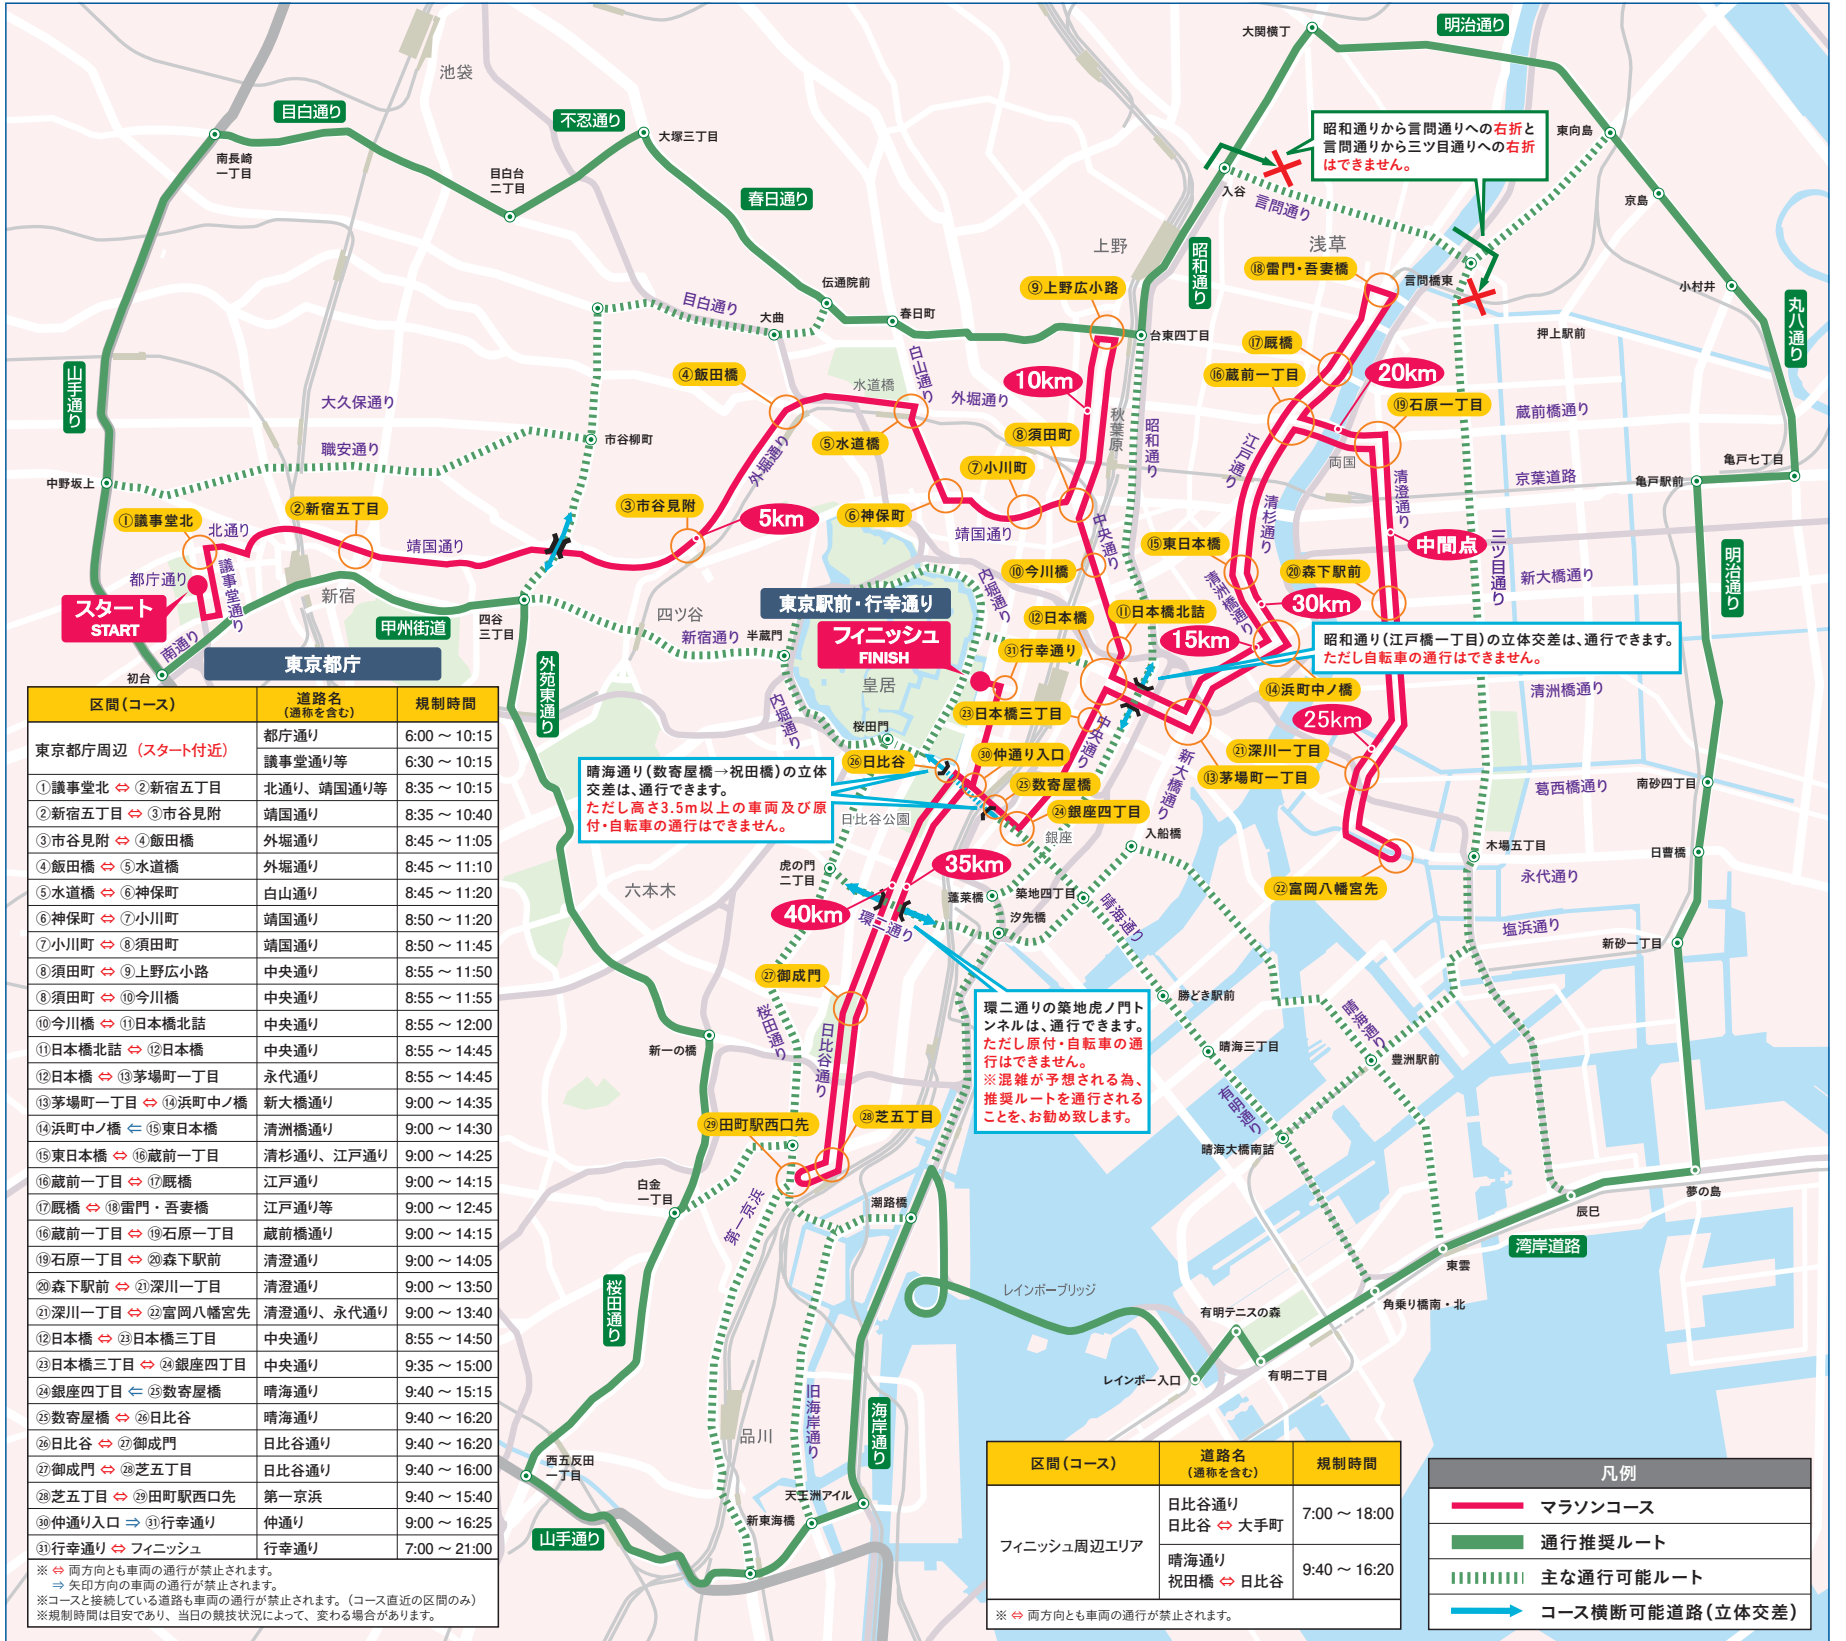 大関横丁
明治通り
池袋
目白通り
不忍通り
大塚三丁目
南長崎
一丁目
目白台
二丁目
春日通り
昭和通りから言問通りへの右折と
言問通りから三ツ目通りへの右折
はできません。
東向島
入谷
言問通り
京島
上野
昭和通り
浅草
⑱雷門・吾妻橋
言問橋東
小村井
丸八通り
押上駅前
伝通院前
⑨上野広小路
目白通り
大曲
春日町
台東四丁目
⑰厩橋
山手通り
④飯田橋
白山通り
水道橋
10km
⑯蔵前一丁目
20km
大久保通り
外堀通り
秋葉原
昭和通り
⑲石原一丁目
蔵前橋通り
職安通り
市谷柳町
⑤水道橋
⑧須田町
江戸通り
両国
外堀通り
⑦小川町
清澄通り
京葉道路
亀戸七丁目
亀戸駅前
中野坂上
①議事堂北
②新宿五丁目
③市谷見附
5km
⑥神保町
清杉通り
北通り
靖国通り
靖国通り
中央通り
⑮東日本橋
中間点
三ツ目通り
明治通り
都庁通り
議事堂通り
新宿
内堀通り
⑩今川橋
清洲橋通り
⑳森下駅前
新大橋通り
スタート
START
四谷
三丁目
四ツ谷
東京駅前・行幸通り
⑫日本橋
⑪日本橋北詰
30km
甲州街道
新宿通り
半蔵門
フィニッシュ
FINISH
㉛行幸通り
15km
昭和通り(江戸橋一丁目)の立体交差は、通行できます。
ただし自転車の通行はできません。
南通り
東京都庁
初台
外苑東通り
皇居
⑭浜町中ノ橋
清洲橋通り
内堀通り
桜田門
㉓日本橋三丁目
中央通り
25km
㉖日比谷
㉚仲通り入口
新大橋通り
㉑深川一丁目
晴海通り(数寄屋橋→祝田橋)の立体
交差は、通行できます。
ただし高さ3.5m以上の車両及び原
付・自転車の通行はできません。
㉕数寄屋橋
⑬茅場町一丁目
葛西橋通り
南砂四丁目
日比谷公園
㉔銀座四丁目
銀座
入船橋
木場五丁目
日曹橋
虎の門
二丁目
35km
永代通り
六本木
蓬莱橋
築地四丁目
㉒富岡八幡宮先
40km
環二通り
汐先橋
晴海通り
塩浜通り
新砂一丁目
㉗御成門
環二通りの築地虎ノ門ト
ンネルは、通行できます。
ただし原付・自転車の通
行はできません。
※混雑が予想される為、
推奨ルートを通行される
ことを、お勧め致します。
勝どき駅前
桜田通り
日比谷通り
新一の橋
晴海三丁目
晴海通り
豊洲駅前
有明通り
㉙田町駅西口先
㉘芝五丁目
晴海大橋南詰
白金
一丁目
第一京浜
潮路橋
夢の島
辰巳
湾岸道路
東雲
レインボーブリッジ
桜田通り
有明テニスの森
角乗り橋南・北
レインボー入口
有明二丁目
旧海岸通り
海岸通り
品川
西五反田
一丁目
天王洲アイル
新東海橋
山手通り
区間(コース) 道路名(通称を含む) 規制時間
東京都庁周辺 (スタート付近) 都庁通り 6:00 ～ 10:15
議事堂通り等 6:30 ～ 10:15
①議事堂北 ⇔ ②新宿五丁目 北通り、靖国通り等 8:35 ～ 10:15
②新宿五丁目 ⇔ ③市谷見附 靖国通り 8:35 ～ 10:40
③市谷見附 ⇔ ④飯田橋 外堀通り 8:45 ～ 11:05
④飯田橋 ⇔ ⑤水道橋 外堀通り 8:45 ～ 11:10
⑤水道橋 ⇔ ⑥神保町 白山通り 8:45 ～ 11:20
⑥神保町 ⇔ ⑦小川町 靖国通り 8:50 ～ 11:20
⑦小川町 ⇔ ⑧須田町 靖国通り 8:50 ～ 11:45
⑧須田町 ⇔ ⑨上野広小路 中央通り 8:55 ～ 11:50
⑧須田町 ⇔ ⑩今川橋 中央通り 8:55 ～ 11:55
⑩今川橋 ⇔ ⑪日本橋北詰 中央通り 8:55 ～ 12:00
⑪日本橋北詰 ⇔ ⑫日本橋 中央通り 8:55 ～ 14:45
⑫日本橋 ⇔ ⑬茅場町一丁目 永代通り 8:55 ～ 14:45
⑬茅場町一丁目 ⇔ ⑭浜町中ノ橋 新大橋通り 9:00 ～ 14:35
⑭浜町中ノ橋 ⇐ ⑮東日本橋 清洲橋通り 9:00 ～ 14:30
⑮東日本橋 ⇔ ⑯蔵前一丁目 清杉通り、江戸通り 9:00 ～ 14:25
⑯蔵前一丁目 ⇔ ⑰厩橋 江戸通り 9:00 ～ 14:15
⑰厩橋 ⇔ ⑱雷門・吾妻橋 江戸通り等 9:00 ～ 12:45
⑯蔵前一丁目 ⇔ ⑲石原一丁目 蔵前橋通り 9:00 ～ 14:15
⑲石原一丁目 ⇔ ⑳森下駅前 清澄通り 9:00 ～ 14:05
⑳森下駅前 ⇔ ㉑深川一丁目 清澄通り 9:00 ～ 13:50
㉑深川一丁目 ⇔ ㉒富岡八幡宮先 清澄通り、永代通り 9:00 ～ 13:40
⑫日本橋 ⇔ ㉓日本橋三丁目 中央通り 8:55 ～ 14:50
㉓日本橋三丁目 ⇔ ㉔銀座四丁目 中央通り 9:35 ～ 15:00
㉔銀座四丁目 ⇐ ㉕数寄屋橋 晴海通り 9:40 ～ 15:15
㉕数寄屋橋 ⇔ ㉖日比谷 晴海通り 9:40 ～ 16:20
㉖日比谷 ⇔ ㉗御成門 日比谷通り 9:40 ～ 16:20
㉗御成門 ⇔ ㉘芝五丁目 日比谷通り 9:40 ～ 16:00
㉘芝五丁目 ⇔ ㉙田町駅西口先 第一京浜 9:40 ～ 15:40
㉚仲通り入口 ⇒ ㉛行幸通り 仲通り 9:00 ～ 16:25
㉛行幸通り ⇔ フィニッシュ 行幸通り 7:00 ～ 21:00
※ ⇔ 両方向とも車両の通行が禁止されます。
⇒ 矢印方向の車両の通行が禁止されます。
※コースと接続している道路も車両の通行が禁止されます。(コース直近の区間のみ)
※規制時間は目安であり、当日の競技状況によって、変わる場合があります。
区間(コース) 道路名(通称を含む) 規制時間
フィニッシュ周辺エリア
日比谷通り
日比谷 ⇔ 大手町 7:00 ～ 18:00
晴海通り
祝田橋 ⇔ 日比谷 9:40 ～ 16:20
※ ⇔ 両方向とも車両の通行が禁止されます。
凡例
マラソンコース
通行推奨ルート
主な通行可能ルート
コース横断可能道路(立体交差)